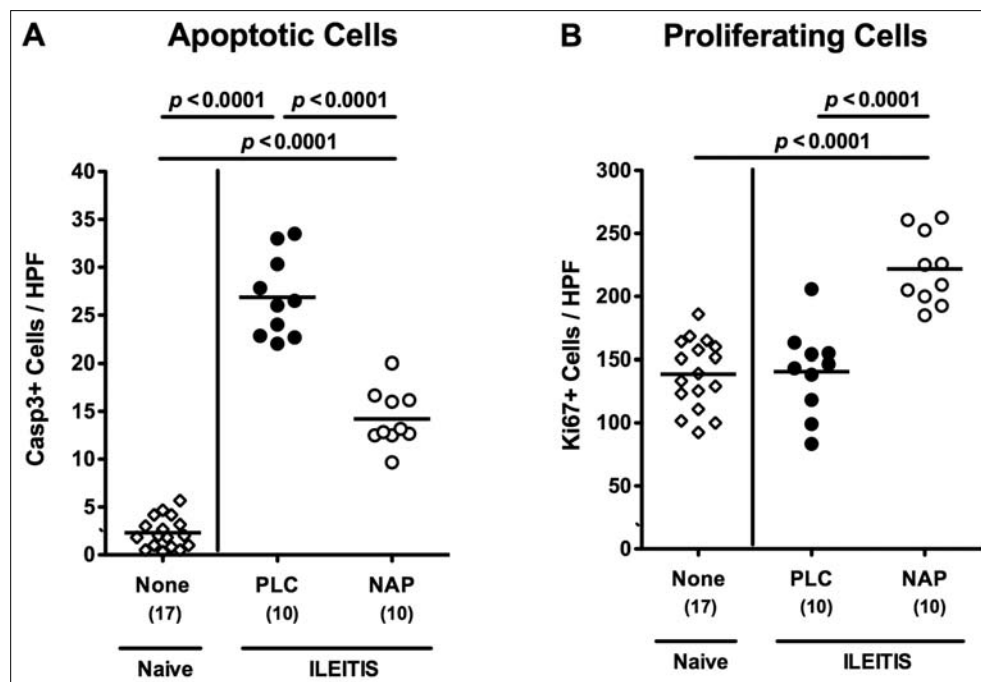 A Apoptotic Cells
p < 0.0001 p < 0.0001
p < 0.0001
Casp3+ Cells / HPF
40
35
30
25
20
15
10
5
0
None PLC NAP
(17) (10) (10)
Naive ILEITIS
B Proliferating Cells
p < 0.0001
p < 0.0001
Ki67+ Cells / HPF
300
250
200
150
100
50
0
None PLC NAP
(17) (10) (10)
Naive ILEITIS